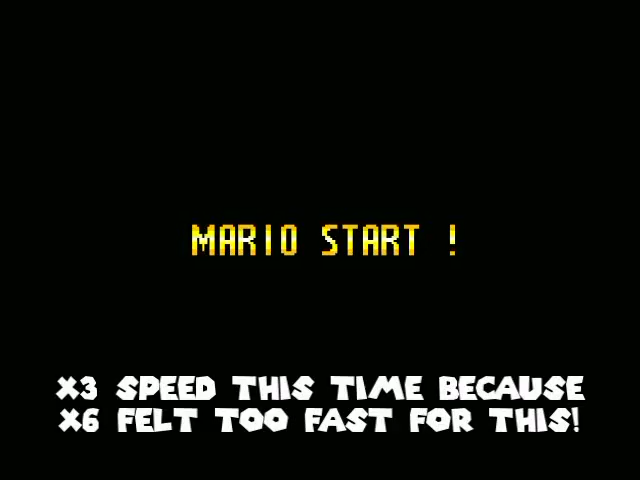 MARIO START !
X3 SPEED THIS TIME BECAUSE
X6 FELT TOO FAST FOR THIS!